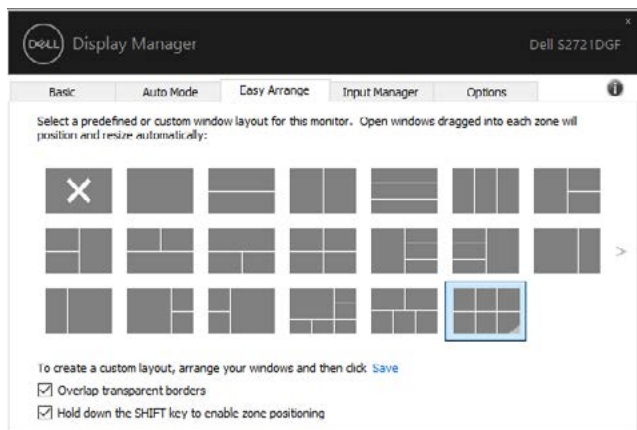 x
DELL Display Manager Dell S2721DGF
Basic Auto Mode Easy Arrange Input Manager Options
Select a predefined or custom window layout for this monitor. Open windows dragged into each zone will
position and resize automatically:
>
To create a custom layout, arrange your windows and then click Save
Overlap transparent borders
Hold down the SHIFT key to enable zone positioning